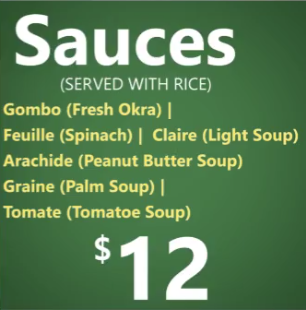 Sauces
(SERVED WITH RICE)
Gombo (Fresh Okra) |
Feuille (Spinach) | Claire (Light Soup)
Arachide (Peanut Butter Soup)
Graine (Palm Soup) |
Tomate (Tomatoe Soup)
$12